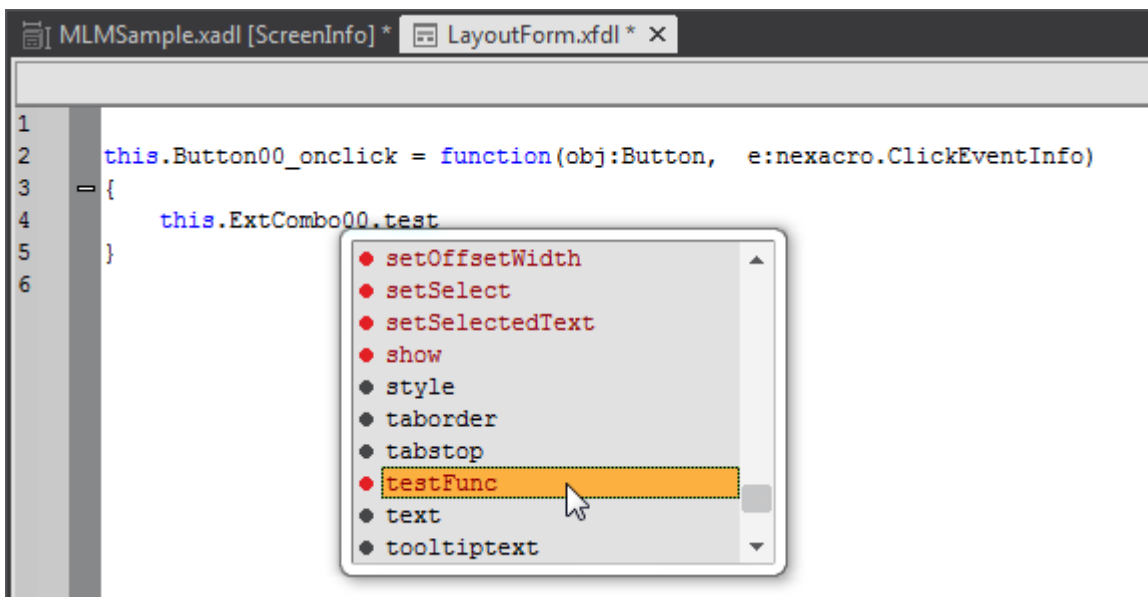 MLMSample.xadl [ScreenInfo] * LayoutForm.xfdl *
1
2 this.Button00_onclick = function(obj:Button,  e:nexacro.ClickEventInfo)
3 {
4 this.ExtCombo00.test
5 }
6
setOffsetWidth
setSelect
setSelectedText
show
style
taborder
tabstop
testFunc
text
tooltiptext